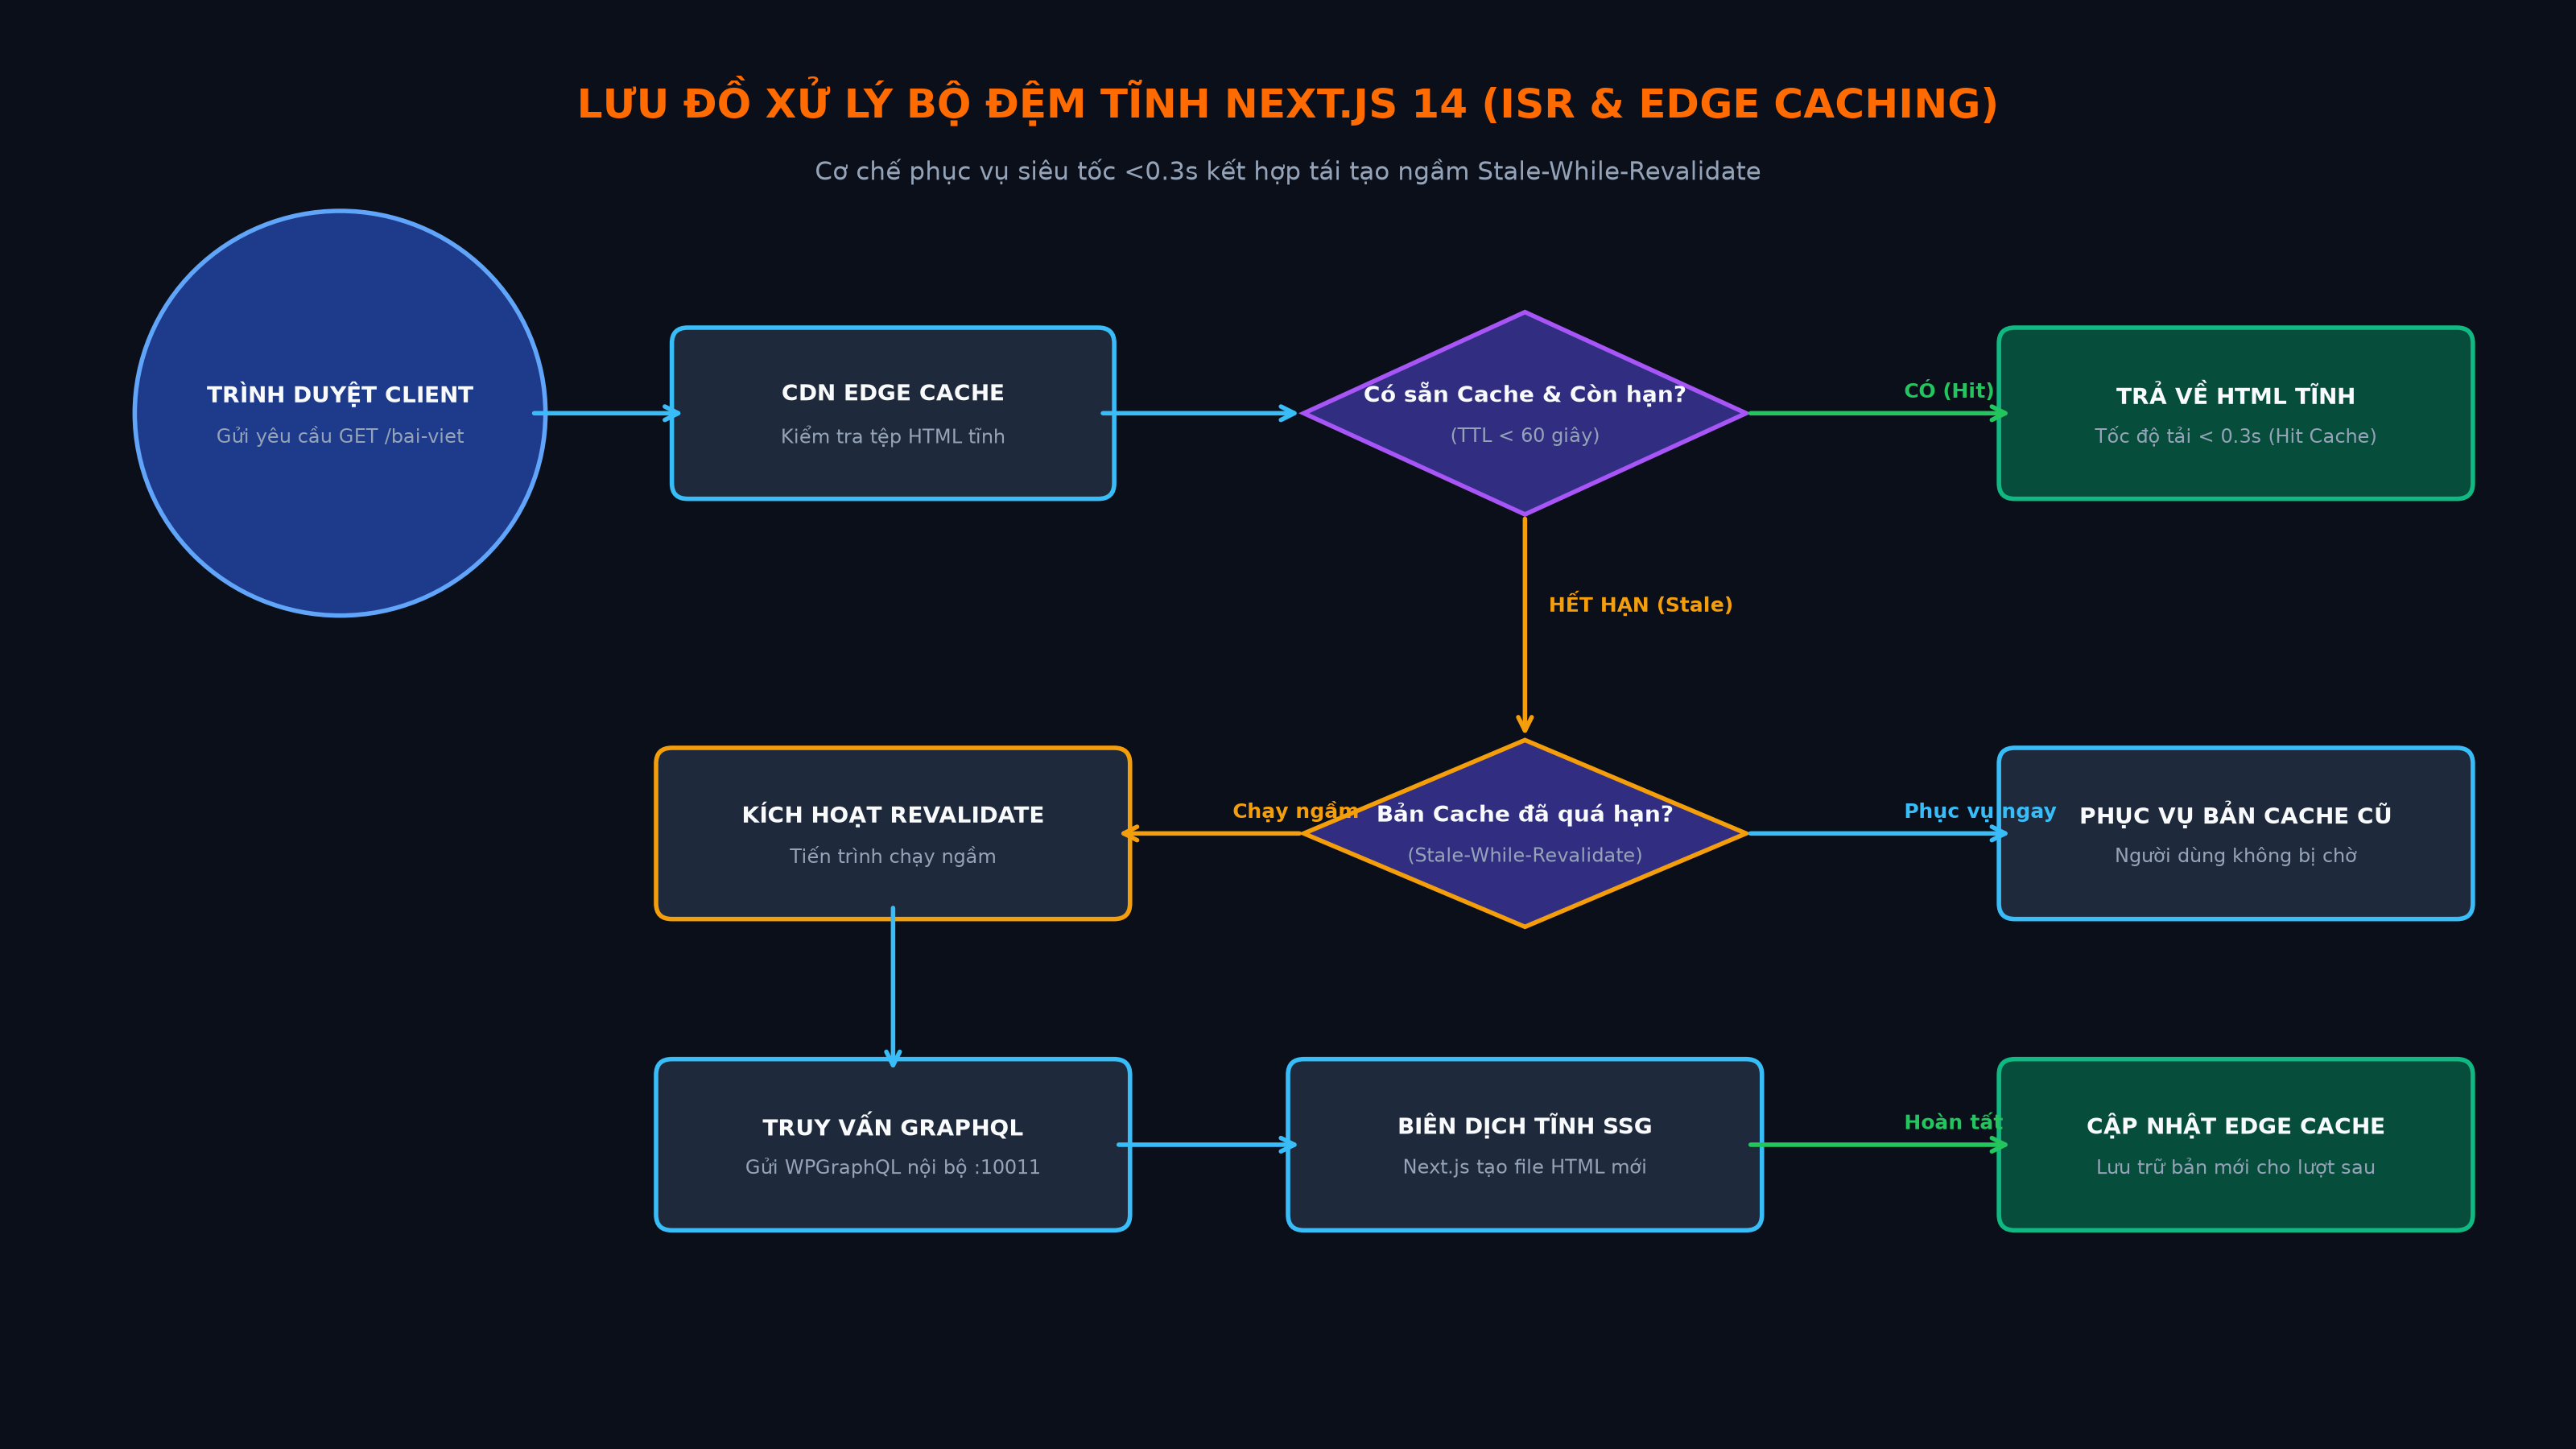 LƯU ĐỒ XỬ LÝ BỘ ĐỆM TĨNH NEXT.JS 14 (ISR & EDGE CACHING)
Cơ chế phục vụ siêu tốc <0.3s kết hợp tái tạo ngầm Stale-While-Revalidate
TRÌNH DUYỆT CLIENT
Gửi yêu cầu GET /bai-viet
CDN EDGE CACHE
Kiểm tra tệp HTML tĩnh
Có sẵn Cache & Còn hạn?
(TTL < 60 giây)
CÓ (Hit)
TRẢ VỀ HTML TĨNH
Tốc độ tải < 0.3s (Hit Cache)
HẾT HẠN (Stale)
KÍCH HOẠT REVALIDATE
Tiến trình chạy ngầm
Chạy ngầm
Bản Cache đã quá hạn?
(Stale-While-Revalidate)
Phục vụ ngay
PHỤC VỤ BẢN CACHE CŨ
Người dùng không bị chờ
TRUY VẤN GRAPHQL
Gửi WPGraphQL nội bộ :10011
BIÊN DỊCH TĨNH SSG
Next.js tạo file HTML mới
Hoàn tất
CẬP NHẬT EDGE CACHE
Lưu trữ bản mới cho lượt sau